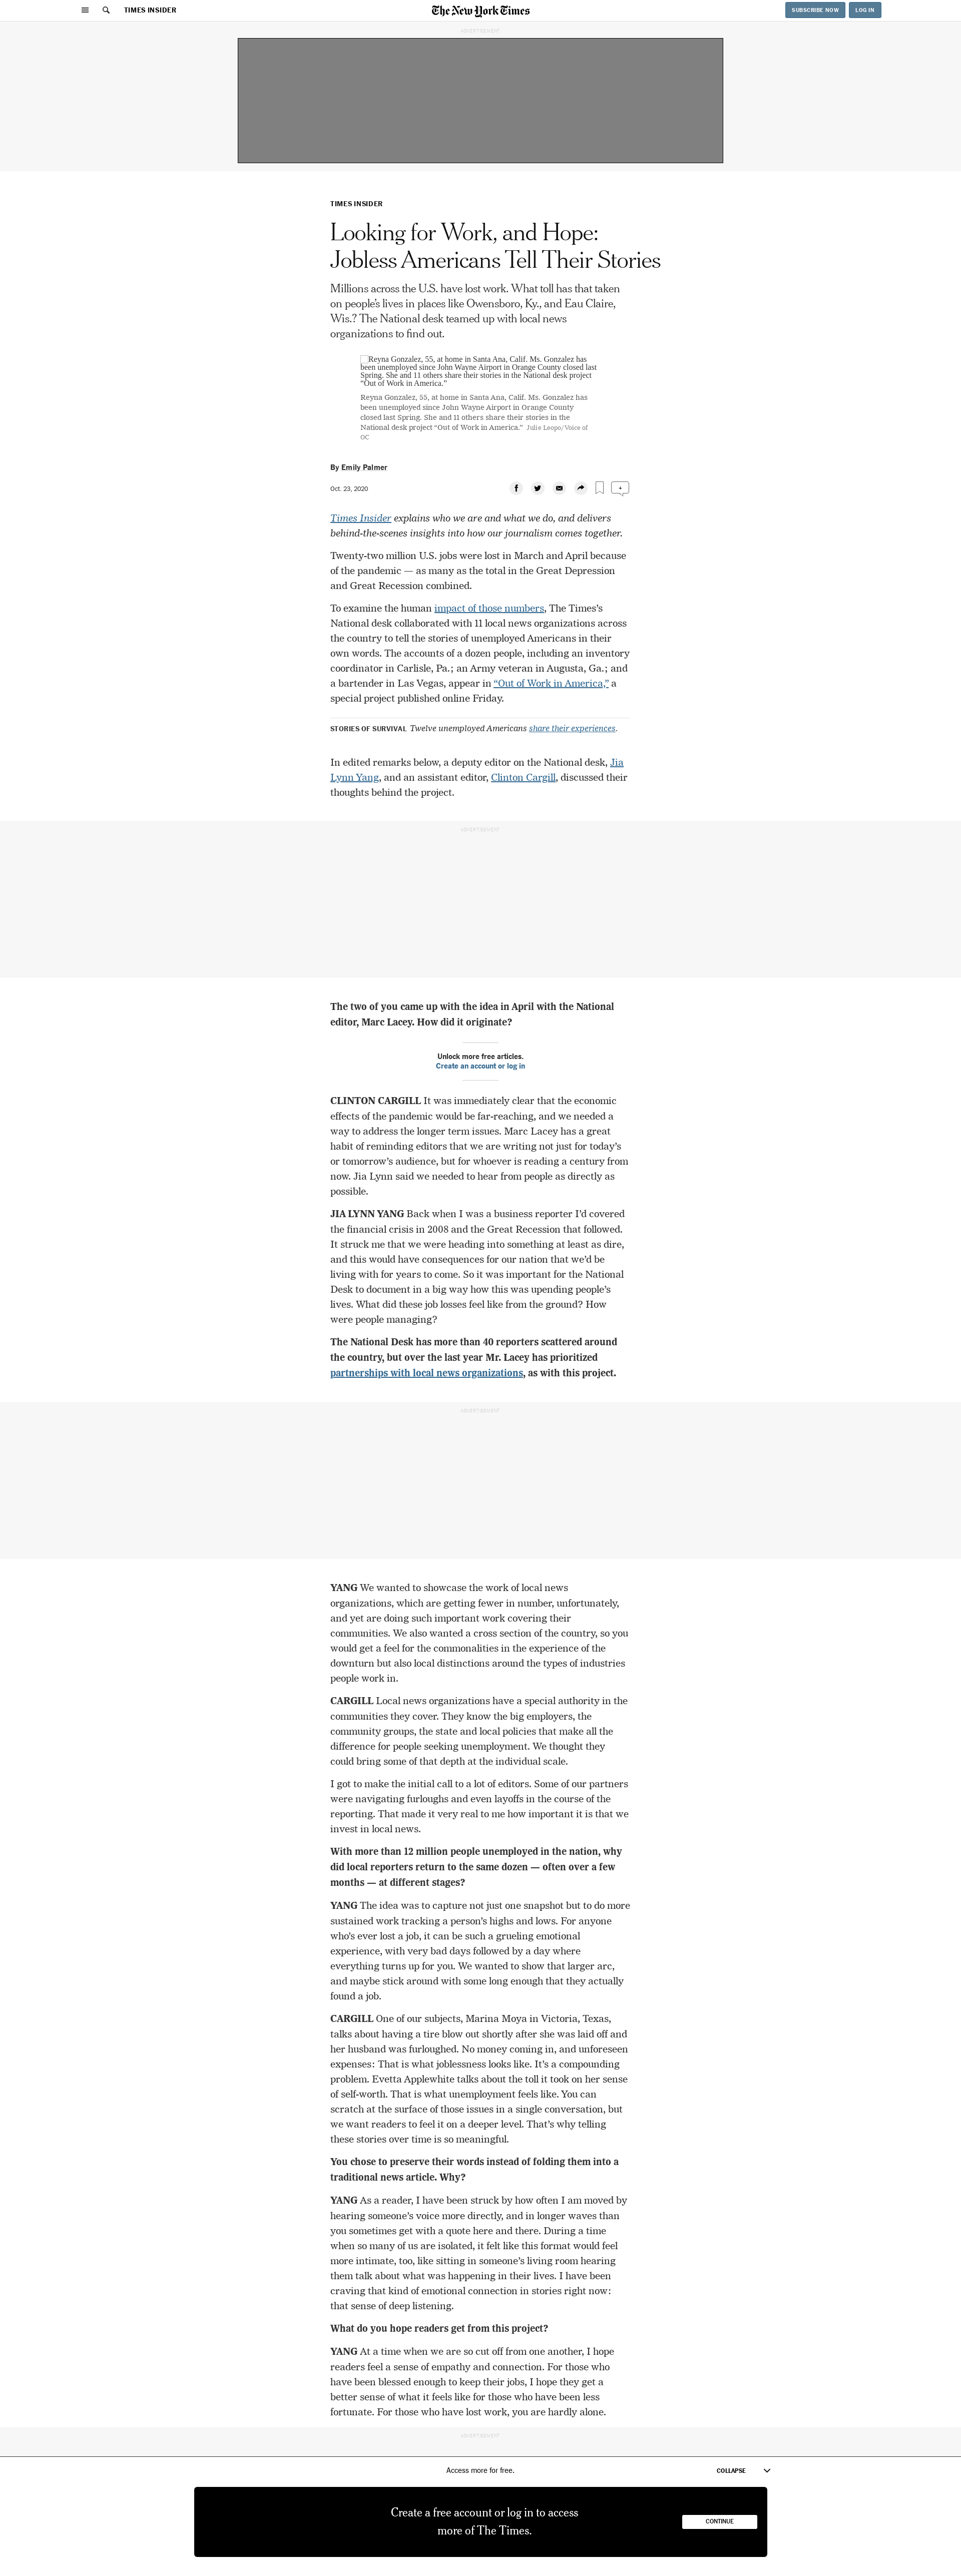 TIMES INSIDER
The New York Times
SUBSCRIBE NOW
LOG IN
ADVERTISEMENT
TIMES INSIDER
Looking for Work, and Hope:
Jobless Americans Tell Their Stories
Millions across the U.S. have lost work. What toll has that taken
on people’s lives in places like Owensboro, Ky., and Eau Claire,
Wis.? The National desk teamed up with local news
organizations to find out.
Reyna Gonzalez, 55, at home in Santa Ana, Calif. Ms. Gonzalez has
been unemployed since John Wayne Airport in Orange County closed last
Spring. She and 11 others share their stories in the National desk project
“Out of Work in America.”
Reyna Gonzalez, 55, at home in Santa Ana, Calif. Ms. Gonzalez has
been unemployed since John Wayne Airport in Orange County
closed last Spring. She and 11 others share their stories in the
National desk project “Out of Work in America.” Julie Leopo/Voice of
OC
By Emily Palmer
Oct. 23, 2020
Times Insider explains who we are and what we do, and delivers
behind-the-scenes insights into how our journalism comes together.
Twenty-two million U.S. jobs were lost in March and April because
of the pandemic — as many as the total in the Great Depression
and Great Recession combined.
To examine the human impact of those numbers, The Times’s
National desk collaborated with 11 local news organizations across
the country to tell the stories of unemployed Americans in their
own words. The accounts of a dozen people, including an inventory
coordinator in Carlisle, Pa.; an Army veteran in Augusta, Ga.; and
a bartender in Las Vegas, appear in “Out of Work in America,” a
special project published online Friday.
STORIES OF SURVIVAL Twelve unemployed Americans share their experiences.
In edited remarks below, a deputy editor on the National desk, Jia
Lynn Yang, and an assistant editor, Clinton Cargill, discussed their
thoughts behind the project.
ADVERTISEMENT
The two of you came up with the idea in April with the National
editor, Marc Lacey. How did it originate?
Unlock more free articles.
Create an account or log in
CLINTON CARGILL It was immediately clear that the economic
effects of the pandemic would be far-reaching, and we needed a
way to address the longer term issues. Marc Lacey has a great
habit of reminding editors that we are writing not just for today’s
or tomorrow’s audience, but for whoever is reading a century from
now. Jia Lynn said we needed to hear from people as directly as
possible.
JIA LYNN YANG Back when I was a business reporter I’d covered
the financial crisis in 2008 and the Great Recession that followed.
It struck me that we were heading into something at least as dire,
and this would have consequences for our nation that we’d be
living with for years to come. So it was important for the National
Desk to document in a big way how this was upending people’s
lives. What did these job losses feel like from the ground? How
were people managing?
The National Desk has more than 40 reporters scattered around
the country, but over the last year Mr. Lacey has prioritized
partnerships with local news organizations, as with this project.
ADVERTISEMENT
YANG We wanted to showcase the work of local news
organizations, which are getting fewer in number, unfortunately,
and yet are doing such important work covering their
communities. We also wanted a cross section of the country, so you
would get a feel for the commonalities in the experience of the
downturn but also local distinctions around the types of industries
people work in.
CARGILL Local news organizations have a special authority in the
communities they cover. They know the big employers, the
community groups, the state and local policies that make all the
difference for people seeking unemployment. We thought they
could bring some of that depth at the individual scale.
I got to make the initial call to a lot of editors. Some of our partners
were navigating furloughs and even layoffs in the course of the
reporting. That made it very real to me how important it is that we
invest in local news.
With more than 12 million people unemployed in the nation, why
did local reporters return to the same dozen — often over a few
months — at different stages?
YANG The idea was to capture not just one snapshot but to do more
sustained work tracking a person’s highs and lows. For anyone
who’s ever lost a job, it can be such a grueling emotional
experience, with very bad days followed by a day where
everything turns up for you. We wanted to show that larger arc,
and maybe stick around with some long enough that they actually
found a job.
CARGILL One of our subjects, Marina Moya in Victoria, Texas,
talks about having a tire blow out shortly after she was laid off and
her husband was furloughed. No money coming in, and unforeseen
expenses: That is what joblessness looks like. It’s a compounding
problem. Evetta Applewhite talks about the toll it took on her sense
of self-worth. That is what unemployment feels like. You can
scratch at the surface of those issues in a single conversation, but
we want readers to feel it on a deeper level. That’s why telling
these stories over time is so meaningful.
You chose to preserve their words instead of folding them into a
traditional news article. Why?
YANG As a reader, I have been struck by how often I am moved by
hearing someone’s voice more directly, and in longer waves than
you sometimes get with a quote here and there. During a time
when so many of us are isolated, it felt like this format would feel
more intimate, too, like sitting in someone’s living room hearing
them talk about what was happening in their lives. I have been
craving that kind of emotional connection in stories right now:
that sense of deep listening.
What do you hope readers get from this project?
YANG At a time when we are so cut off from one another, I hope
readers feel a sense of empathy and connection. For those who
have been blessed enough to keep their jobs, I hope they get a
better sense of what it feels like for those who have been less
fortunate. For those who have lost work, you are hardly alone.
ADVERTISEMENT
Access more for free.
COLLAPSE
Create a free account or log in to access
more of The Times.
CONTINUE